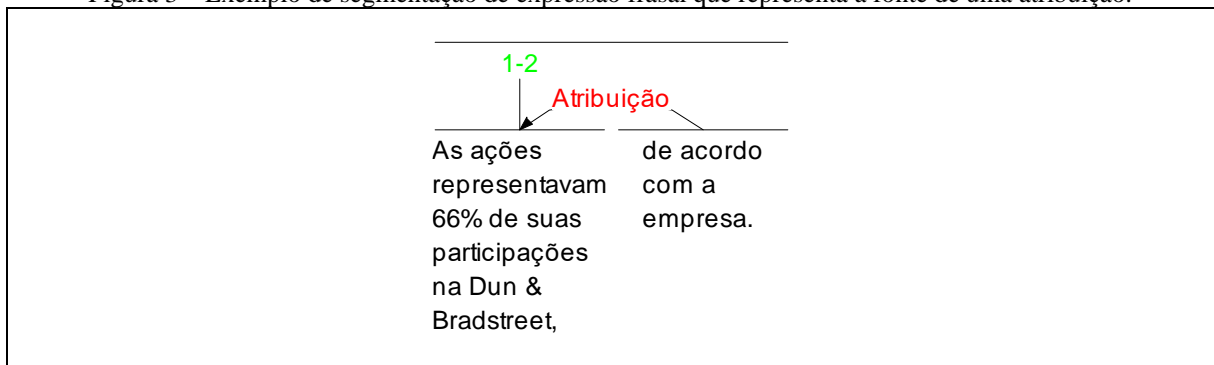 Figura 3 – Exemplo de segmentação de expressão frasal que representa a fonte de uma atribuição.
1-2
Atribuição
As ações
representavam
66% de suas
participações
na Dun &
Bradstreet,
de acordo
com a
empresa.